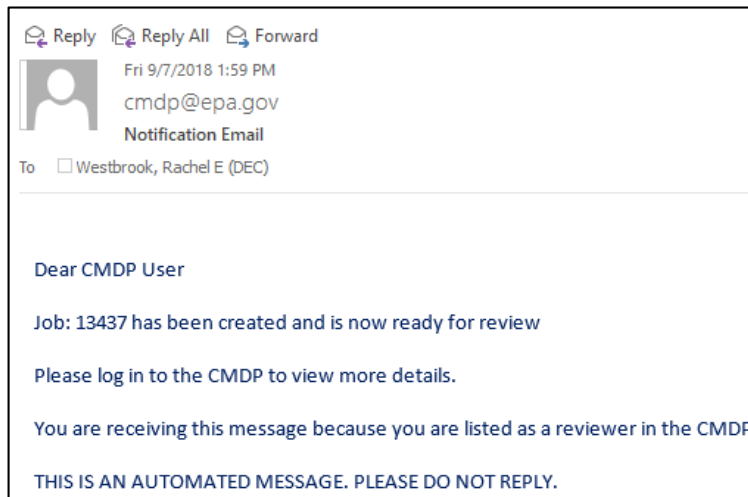 Reply Reply All Forward
Fri 9/7/2018 1:59 PM
cmdp@epa.gov
Notification Email
To Westbrook, Rachel E (DEC)
Dear CMDP User
Job: 13437 has been created and is now ready for review
Please log in to the CMDP to view more details.
You are receiving this message because you are listed as a reviewer in the CMDP
THIS IS AN AUTOMATED MESSAGE. PLEASE DO NOT REPLY.